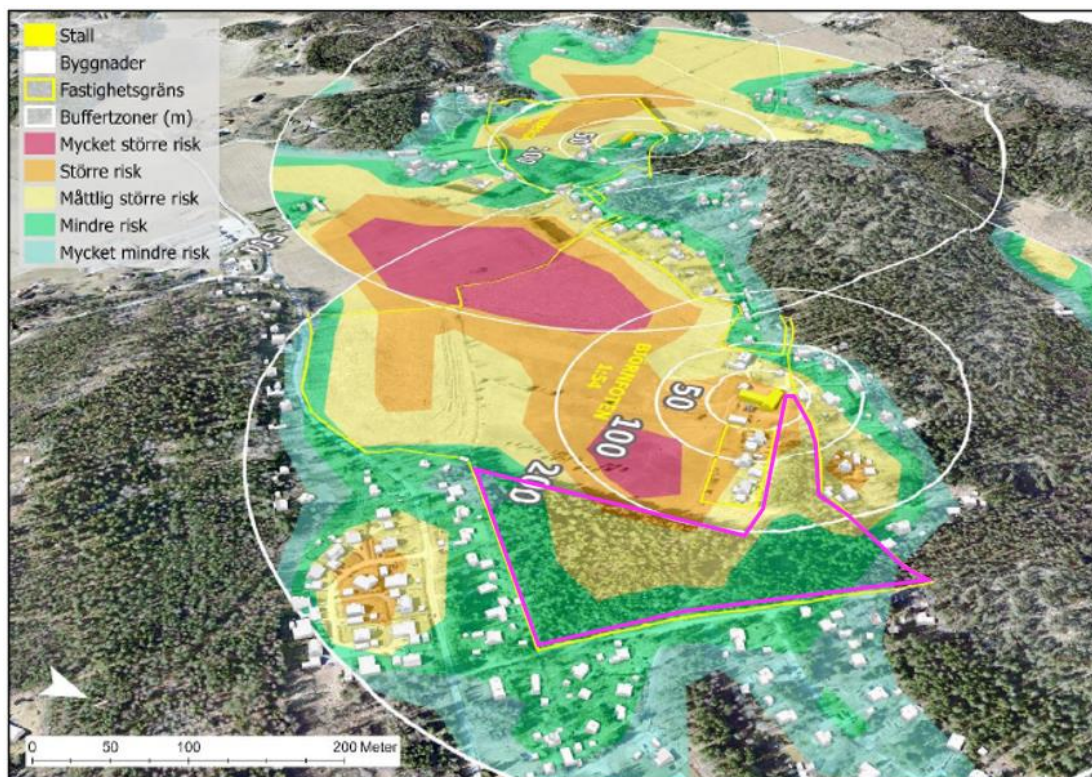 Stall
Byggnader
Fastighetsgräns
Buffertzoner (m)
Mycket större risk
Större risk
Måttlig större risk
Mindre risk
Mycket mindre risk
50
200
BJÖRNFOTEN
1:54
50
100
200
0 50 100 200 Meter